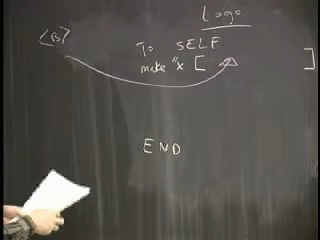 Logo
<B>
TO SELF
make "x [ ]
END